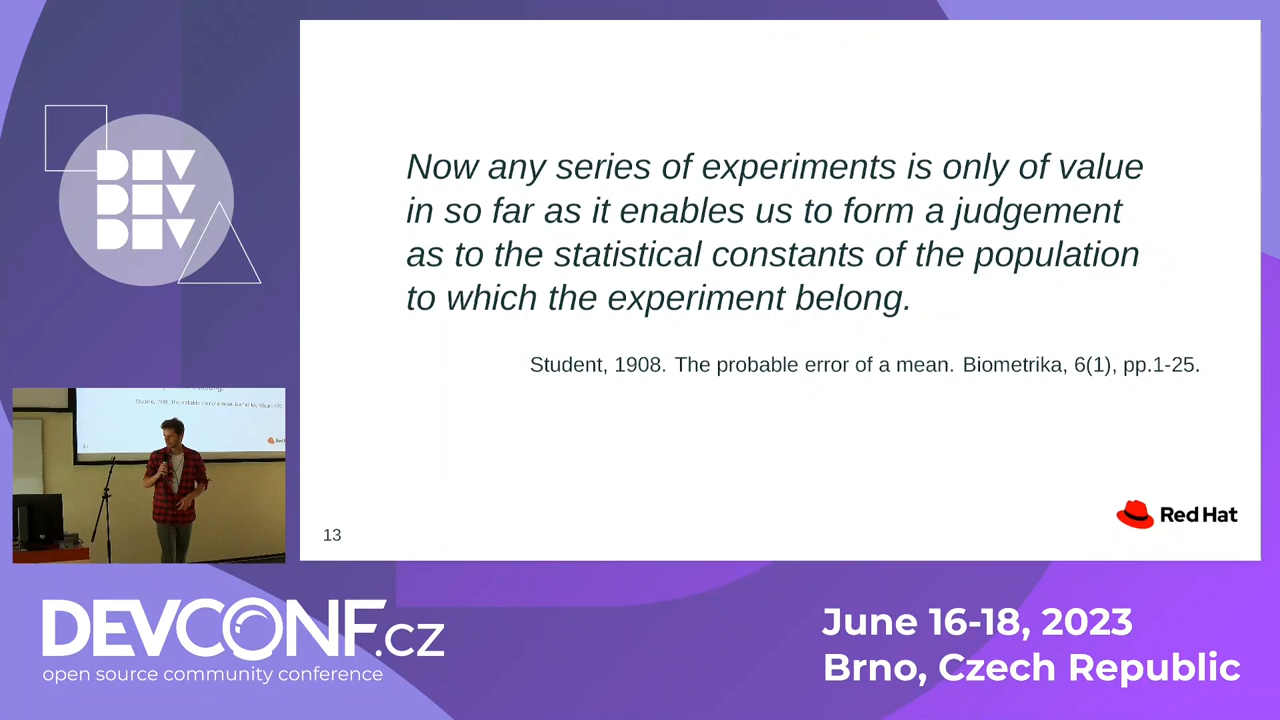 DEV
DEV
DEV
Now any series of experiments is only of value
in so far as it enables us to form a judgement
as to the statistical constants of the population
to which the experiment belong.
Student, 1908. The probable error of a mean. Biometrika, 6(1), pp.1-25.
13
Red Hat
DEVCONF.cz
open source community conference
June 16-18, 2023
Brno, Czech Republic